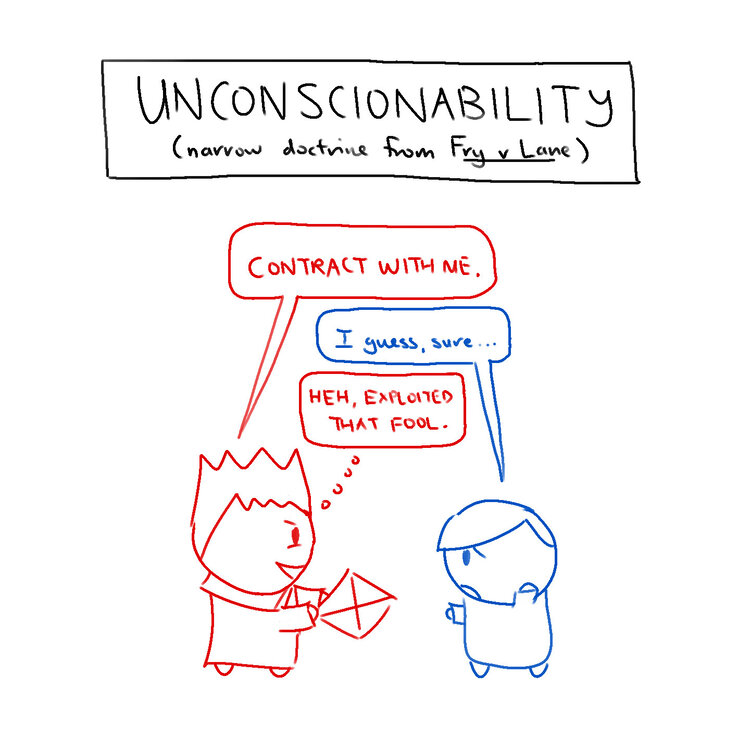 UNCONSCIONABILITY
(narrow doctrine from Fry v Lane)
CONTRACT WITH ME.
I guess, sure...
HEH, EXPLOITED
THAT FOOL.